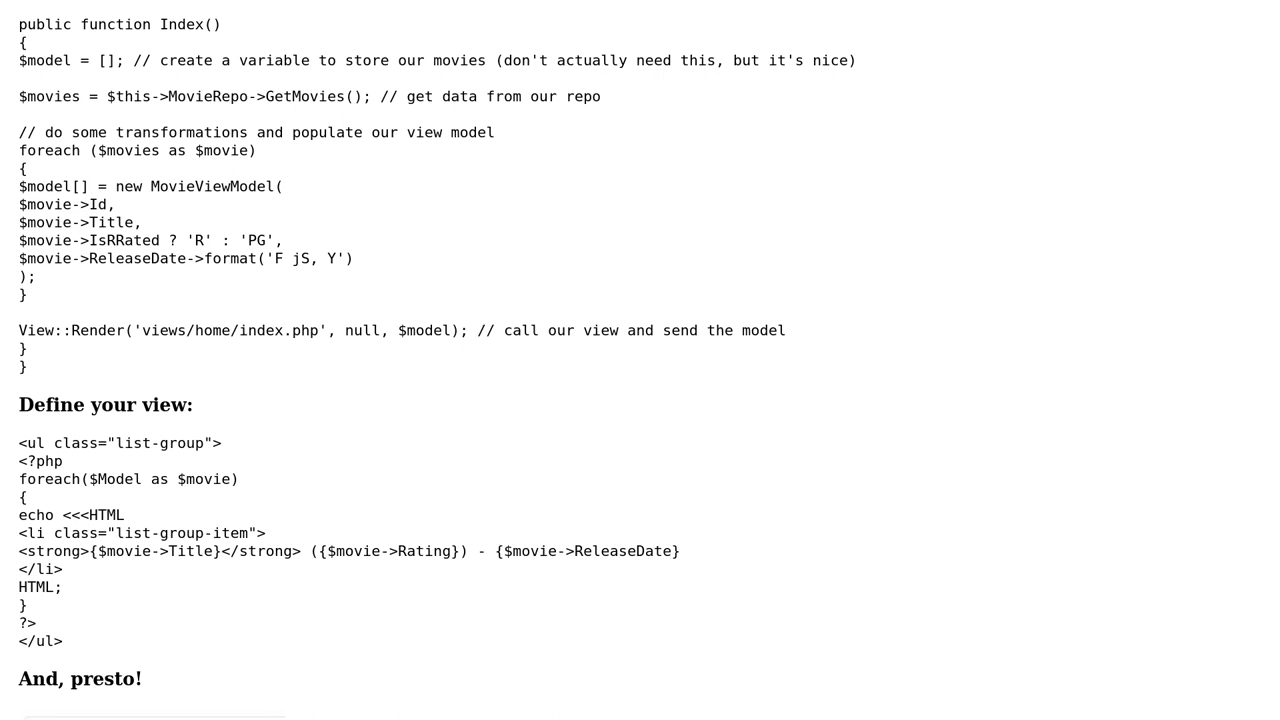 public function Index()
{
$model = []; // create a variable to store our movies (don't actually need this, but it's nice)
$movies = $this->MovieRepo->GetMovies(); // get data from our repo
// do some transformations and populate our view model
foreach ($movies as $movie)
{
$model[] = new MovieViewModel(
$movie->Id,
$movie->Title,
$movie->IsRRated ? 'R' : 'PG',
$movie->ReleaseDate->format('F jS, Y')
);
}
View::Render('views/home/index.php', null, $model); // call our view and send the model
}
}
Define your view:
<ul class="list-group">
<?php
foreach($Model as $movie)
{
echo <<<HTML
<li class="list-group-item">
<strong>{$movie->Title}</strong> ({$movie->Rating}) - {$movie->ReleaseDate}
</li>
HTML;
}
?>
</ul>
And, presto!